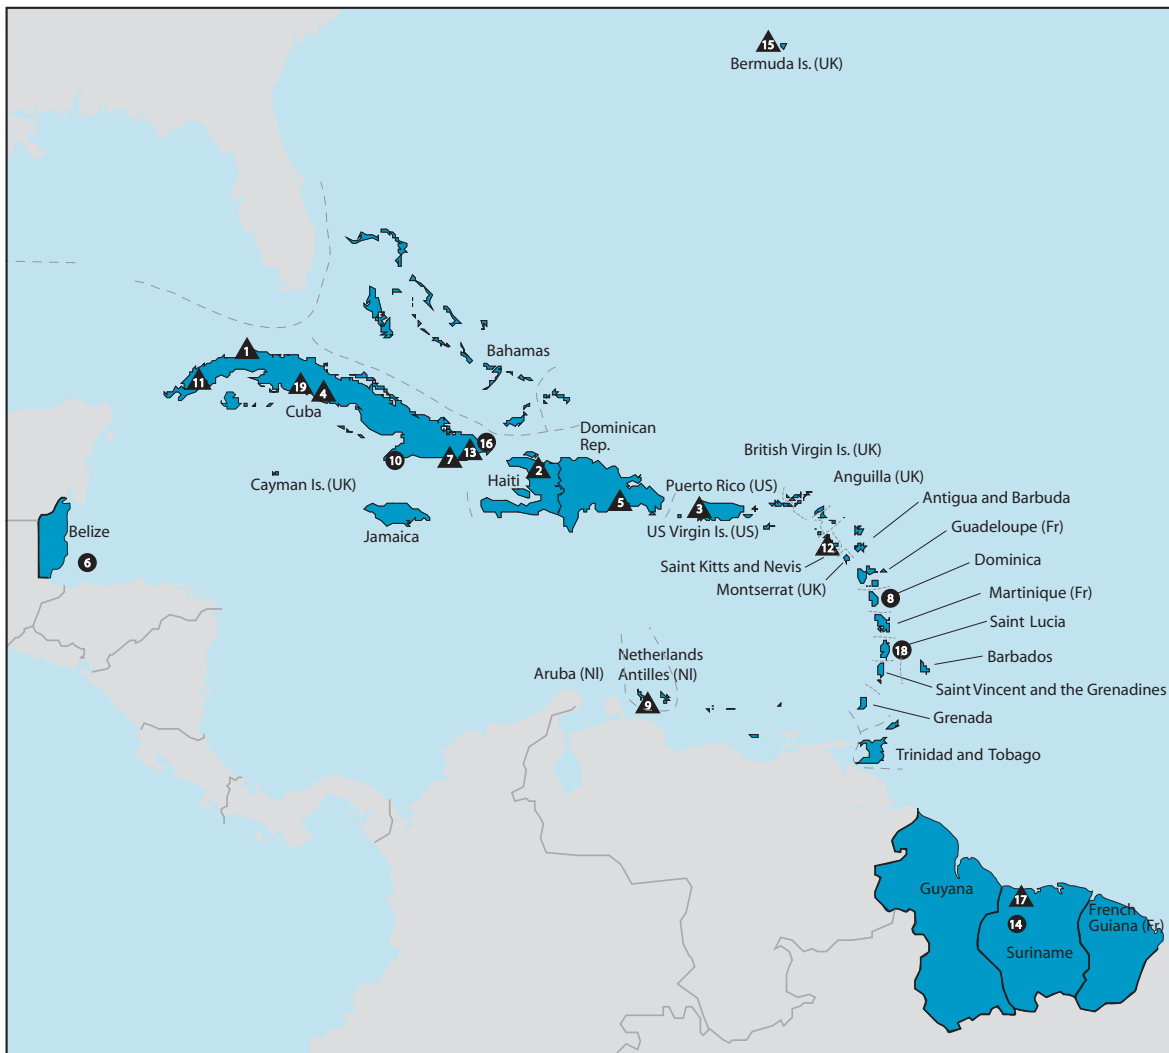 15
Bermuda Is. (UK)
1
Bahamas
11
19
4
Cuba
Dominican
Rep.
16
10
7
13
British Virgin Is. (UK)
2
Cayman Is. (UK)
Haiti
Puerto Rico (US)
Anguilla (UK)
5
3
Antigua and Barbuda
Belize
Jamaica
US Virgin Is. (US)
Guadeloupe (Fr)
12
6
Saint Kitts and Nevis
Dominica
Montserrat (UK)
8
Martinique (Fr)
Saint Lucia
18
Netherlands
Antilles (Nl)
Aruba (Nl)
Barbados
Saint Vincent and the Grenadines
9
Grenada
Trinidad and Tobago
Guyana
17
French
Guiana (Fr)
14
Suriname